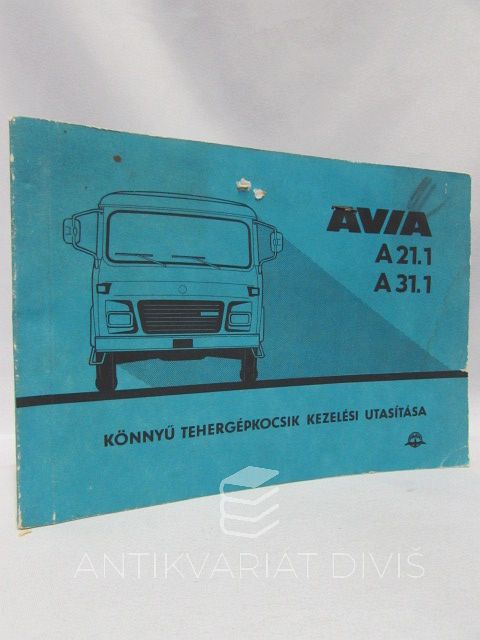 AVIA
A 21.1
A 31.1
KÖNNYŰ TEHERGÉPKOCSIK KEZELÉSI UTASÍTÁSA
ANTIKVARIÁT DIVIŠ